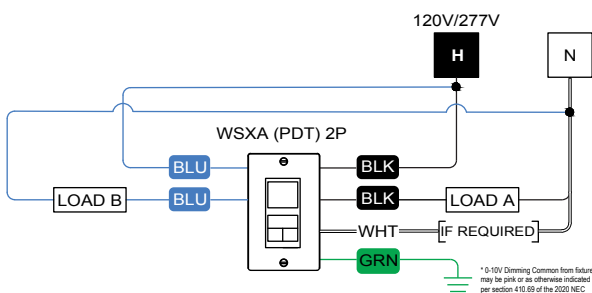 120V/277V
H
N
WSXA (PDT) 2P
BLU
BLK
LOAD B
BLU
BLK
LOAD A
WHT
IF REQUIRED
GRN
* 0-10V Dimming Common from fixture
may be pink or as otherwise indicated
per section 410.69 of the 2020 NEC